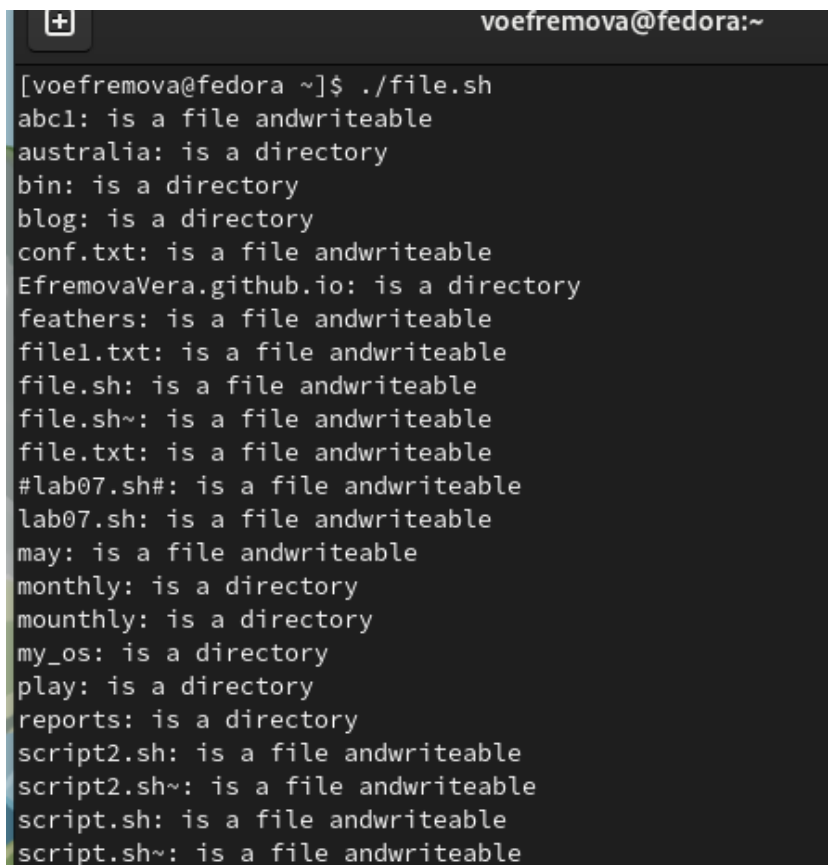 voefremova@fedora:~
[voefremova@fedora ~]$ ./file.sh
abc1: is a file andwriteable
australia: is a directory
bin: is a directory
blog: is a directory
conf.txt: is a file andwriteable
EfremovaVera.github.io: is a directory
feathers: is a file andwriteable
file1.txt: is a file andwriteable
file.sh: is a file andwriteable
file.sh~: is a file andwriteable
file.txt: is a file andwriteable
#lab07.sh#: is a file andwriteable
lab07.sh: is a file andwriteable
may: is a file andwriteable
monthly: is a directory
mounthly: is a directory
my_os: is a directory
play: is a directory
reports: is a directory
script2.sh: is a file andwriteable
script2.sh~: is a file andwriteable
script.sh: is a file andwriteable
script.sh~: is a file andwriteable